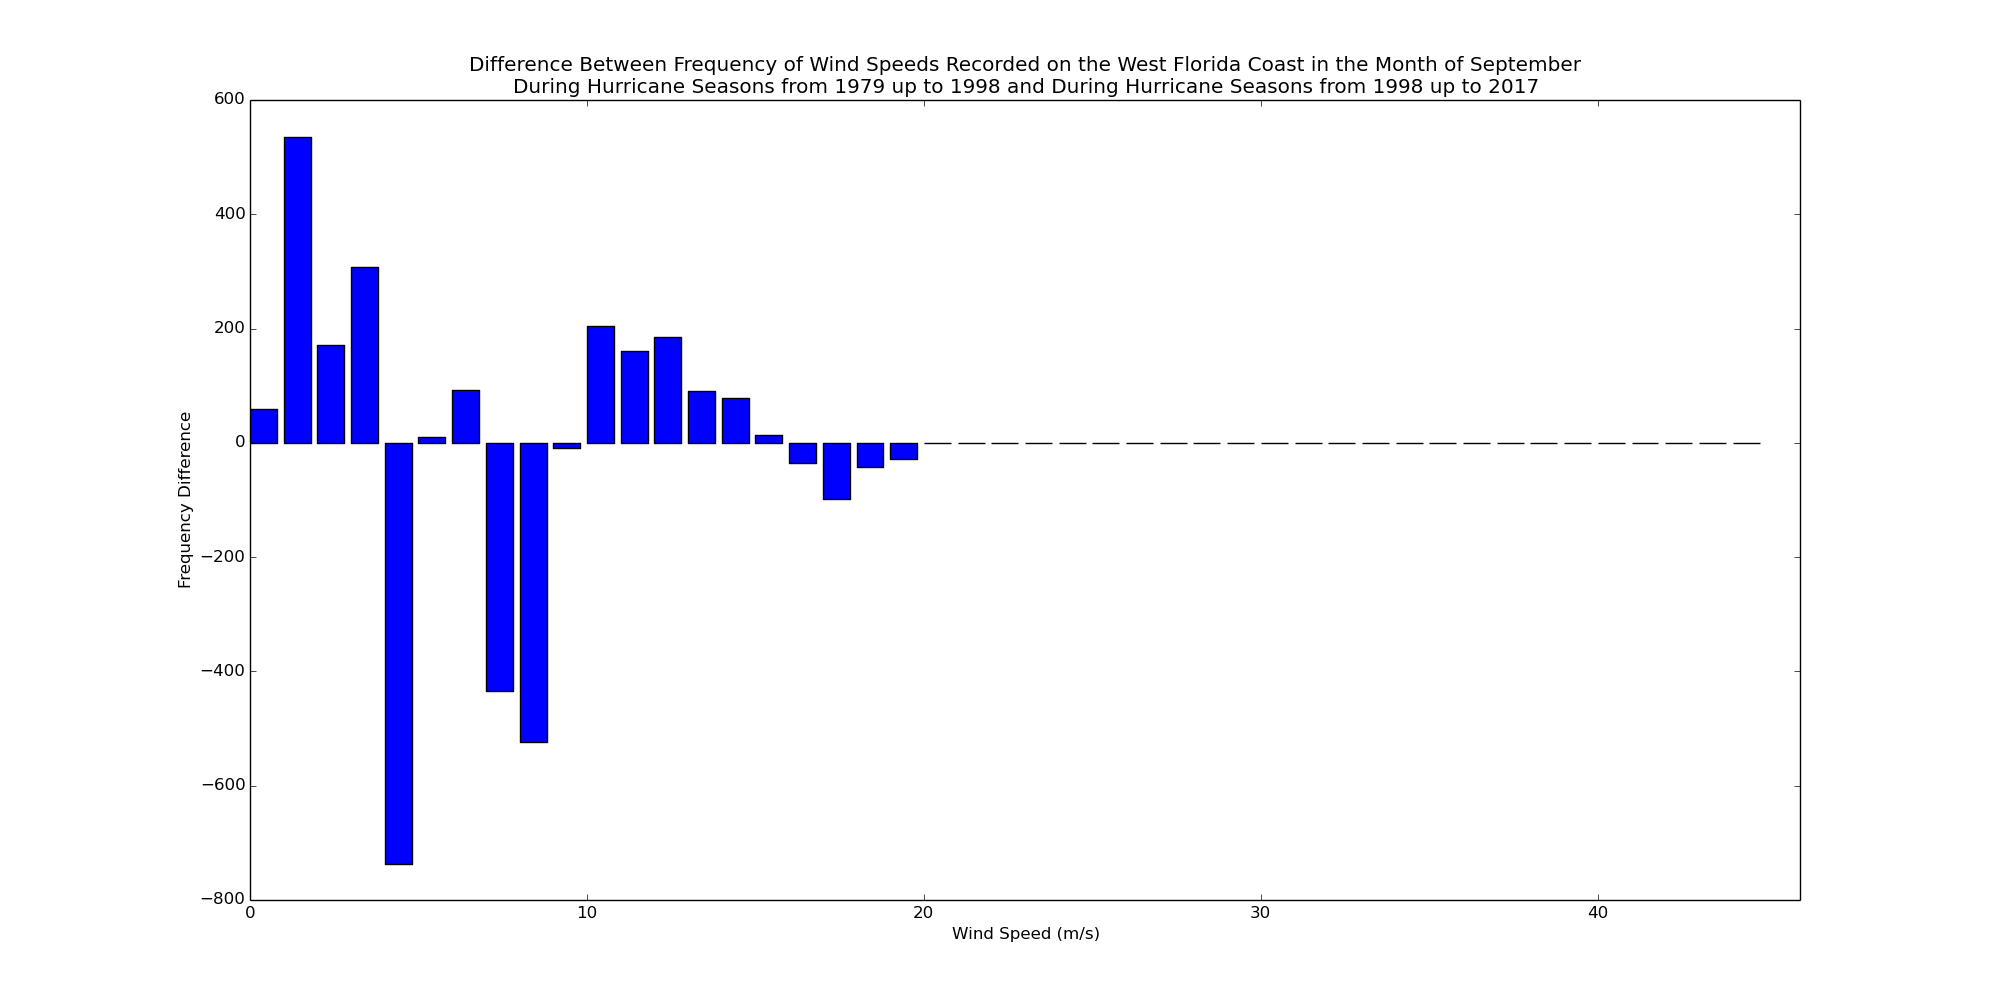 Difference Between Frequency of Wind Speeds Recorded on the West Florida Coast in the Month of September
During Hurricane Seasons from 1979 up to 1998 and During Hurricane Seasons from 1998 up to 2017
600
400
200
0
−200
−400
−600
−800
Frequency Difference
0 10 20 30 40
Wind Speed (m/s)